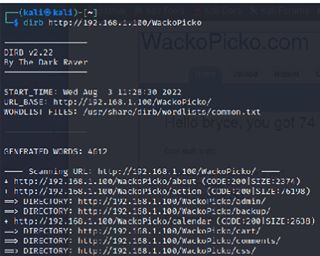 (kali㉿kali)-[~]
$ dirb http://192.168.1.100/WackoPicko
DIRB v2.22
By The Dark Raver
START_TIME: Wed Aug 3 11:28:30 2022
URL_BASE: http://192.168.1.100/WackoPicko/
WORDLIST_FILES: /usr/share/dirb/wordlists/common.txt
GENERATED WORDS: 4612
---- Scanning URL: http://192.168.1.100/WackoPicko/ ----
+ http://192.168.1.100/WackoPicko/about (CODE:200|SIZE:2374)
+ http://192.168.1.100/WackoPicko/action (CODE:200|SIZE:76198)
==> DIRECTORY: http://192.168.1.100/WackoPicko/admin/
==> DIRECTORY: http://192.168.1.100/WackoPicko/backup/
+ http://192.168.1.100/WackoPicko/calendar (CODE:200|SIZE:2638)
==> DIRECTORY: http://192.168.1.100/WackoPicko/cart/
==> DIRECTORY: http://192.168.1.100/WackoPicko/comments/
==> DIRECTORY: http://192.168.1.100/WackoPicko/css/
WackoPicko.com
Home Upload
Hello bryce, you got 74